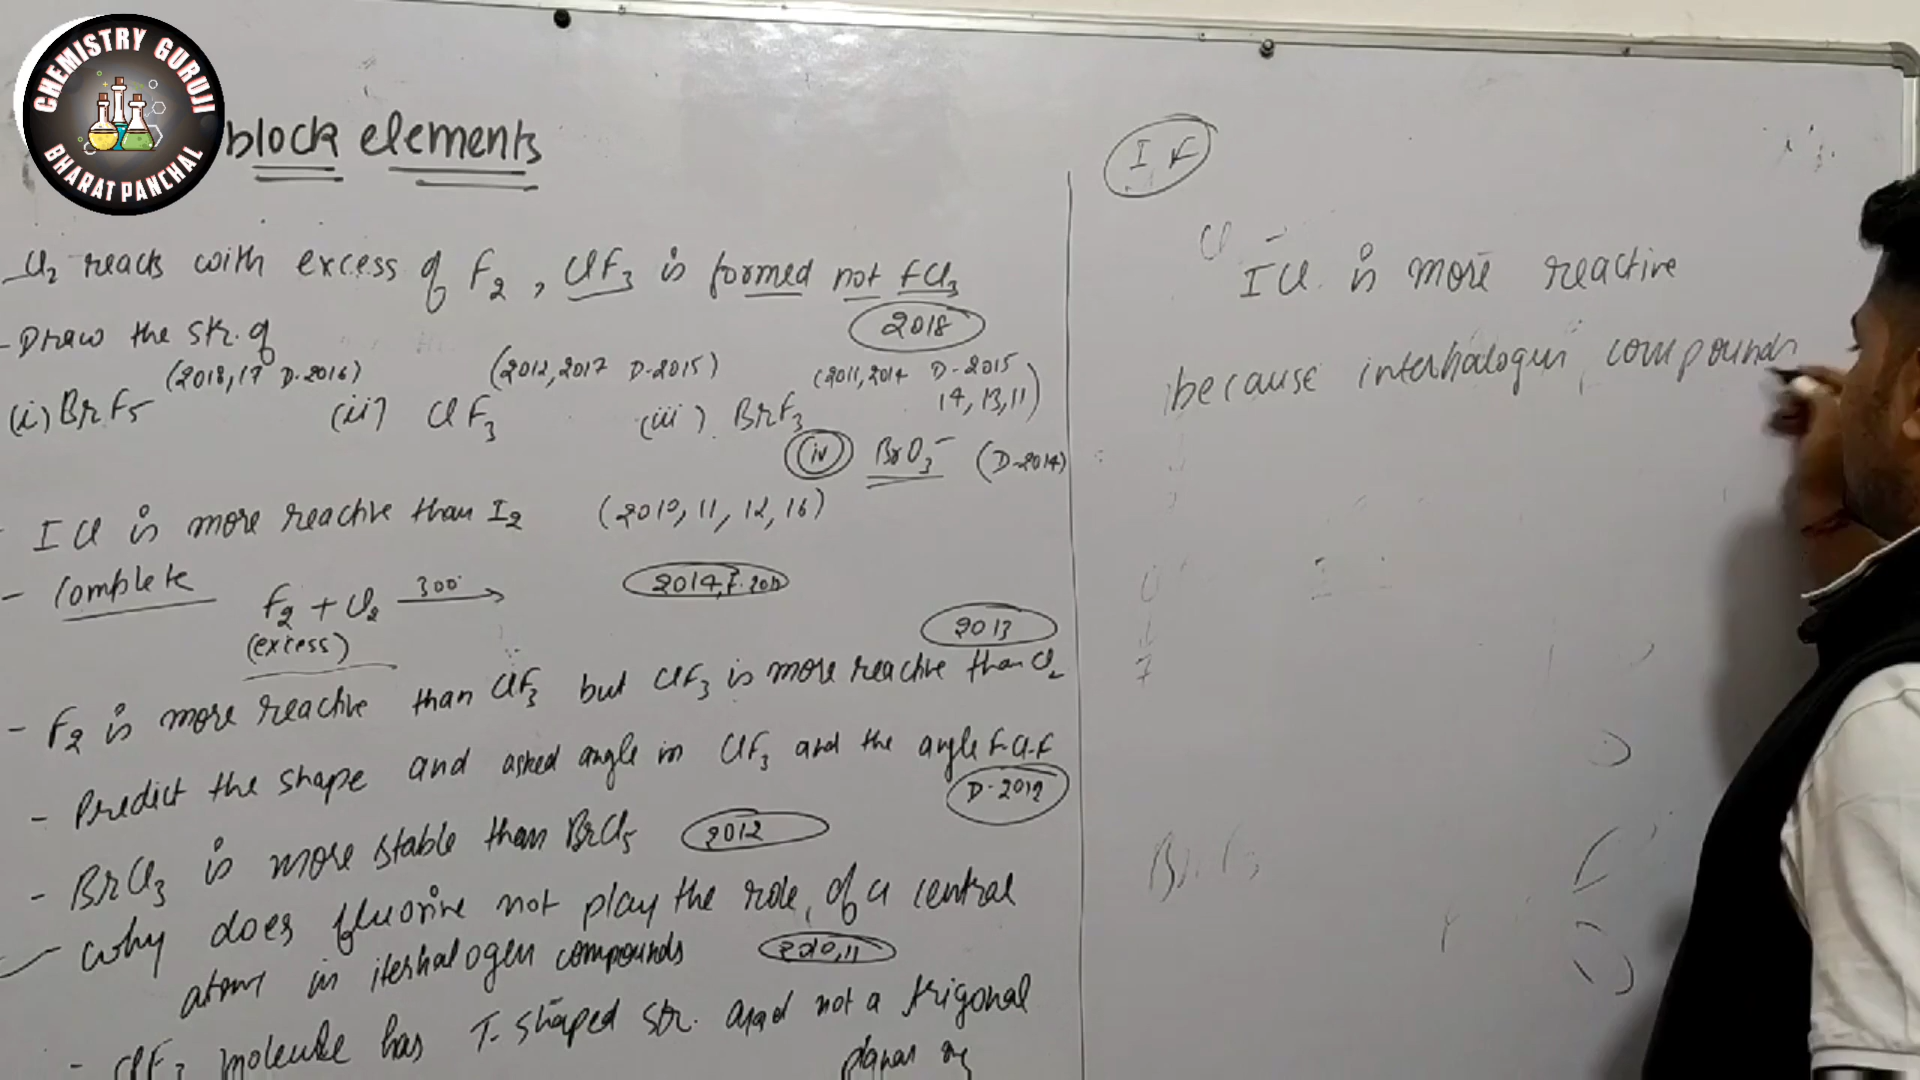 CHEMISTRY GURUJI
BHARAT PANCHAL
block elements
Cl2 reacts with excess of F2, ClF3 is formed not FCl3
2018
- Draw the str. of
(2018,17 D-2016) (2012,2017 D-2015) (2011,2014 D-2015
14, 13, 11)
(i) BrF5 (ii) ClF3 (iii) BrF3
(iv) BrO3- (D-2014)
- ICl is more reactive than I2 (2010, 11, 12, 16)
- Complete F2 + Cl2 300°
(excess)
2013
- F2 is more reactive than ClF3 but ClF3 is more reactive than Cl2
- Predict the shape and asked angle in ClF3 and the angle F-Cl-F
D-2012
- BrCl3 is more stable than BrCl5 2012
- Why does fluorine not play the role of a central
atom in iterhalogen compounds 2010,11
- ClF3 molecule has T-shaped str. and not a trigonal
planar
IF
Cl
ICl is more reactive
because interhalogen compounds